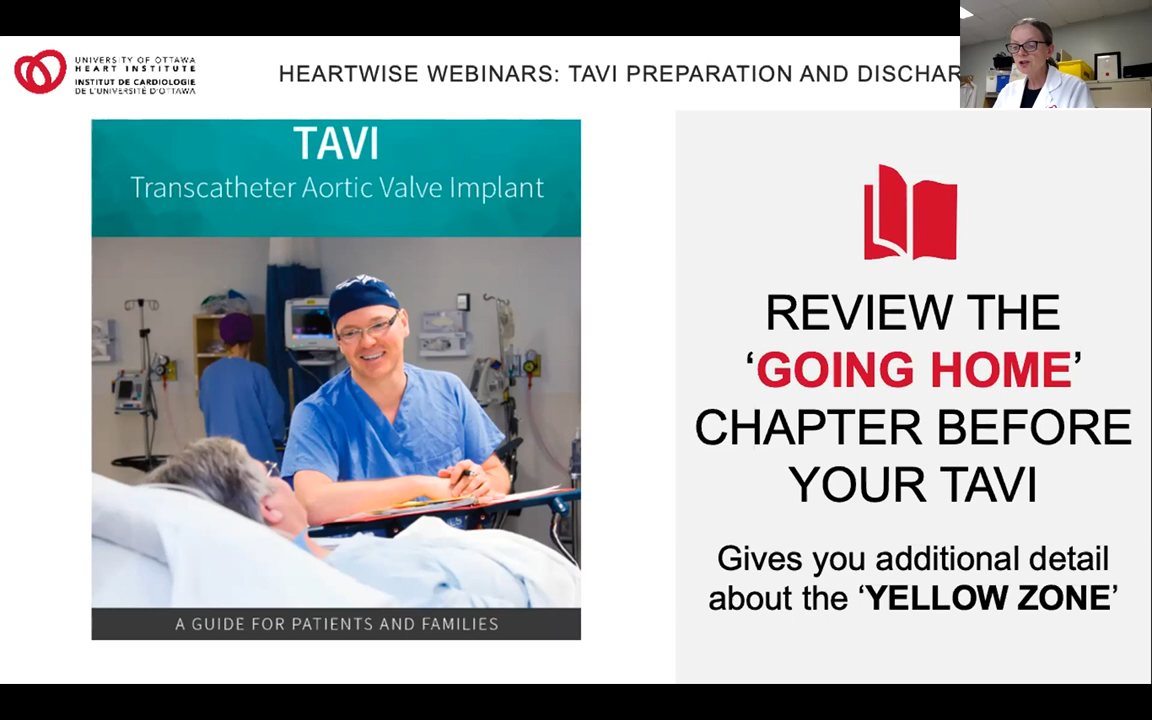 UNIVERSITY OF OTTAWA
HEART INSTITUTE
INSTITUT DE CARDIOLOGIE
DE L'UNIVERSITÉ D'OTTAWA
HEARTWISE WEBINARS: TAVI PREPARATION AND DISCHAR
TAVI
Transcatheter Aortic Valve Implant
A GUIDE FOR PATIENTS AND FAMILIES
REVIEW THE
‘GOING HOME’
CHAPTER BEFORE
YOUR TAVI
Gives you additional detail
about the ‘YELLOW ZONE’